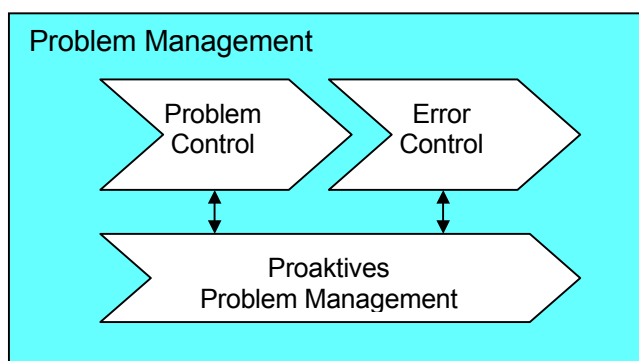 Problem Management
Problem
Control
Error
Control
Proaktives
Problem Management